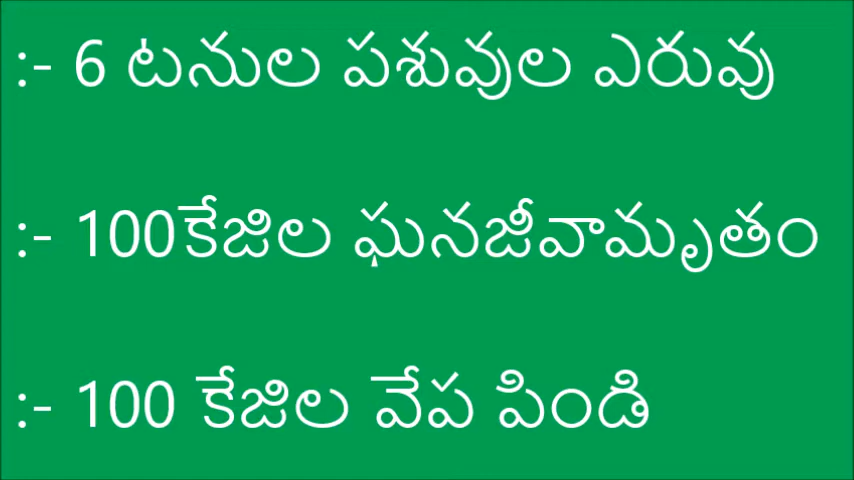 :- 6 టనుల పశువుల ఎరువు
:- 100కేజిల ఘనజీవామృతం
:- 100 కేజిల వేప పిండి